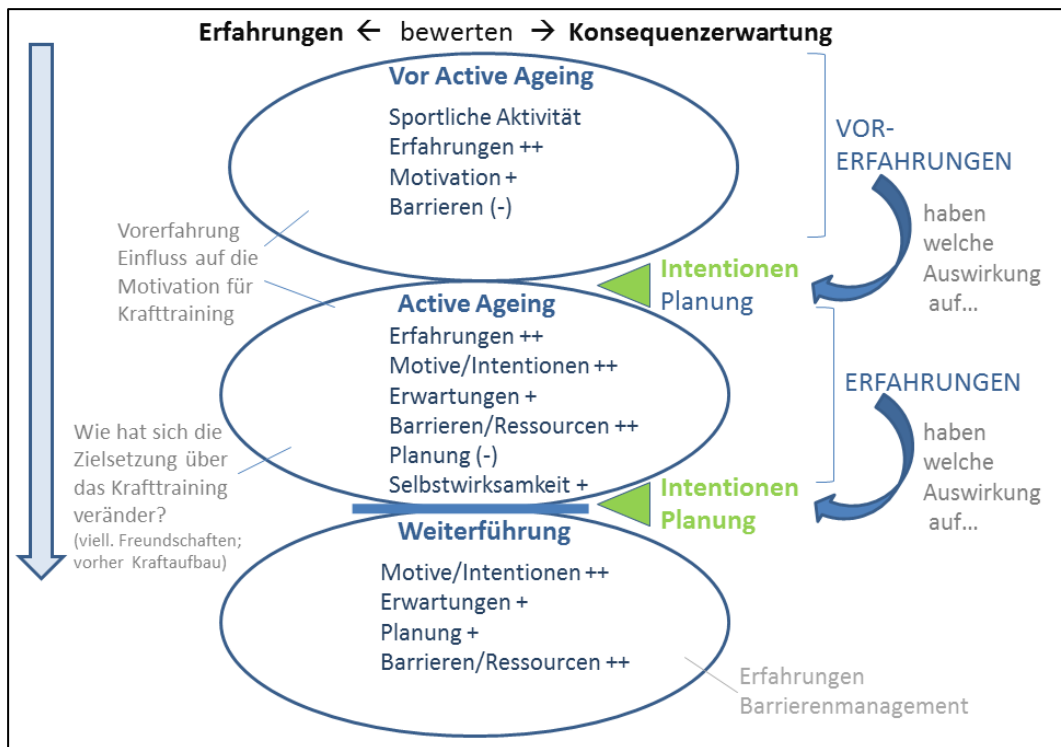 Erfahrungen ← bewerten → Konsequenzerwartung
Vor Active Ageing
Sportliche Aktivität
Erfahrungen ++
Motivation +
Barrieren (-)
VOR-
ERFAHRUNGEN
haben
welche
Auswirkung
auf...
Vorerfahrung
Einfluss auf die
Motivation für
Krafttraining
Intentionen
Planung
Active Ageing
Erfahrungen ++
Motive/Intentionen ++
Erwartungen +
Barrieren/Ressourcen ++
Planung (-)
Selbstwirksamkeit +
ERFAHRUNGEN
haben
welche
Auswirkung
auf...
Wie hat sich die
Zielsetzung über
das Krafttraining
veränder?
(viell. Freundschaften;
vorher Kraftaufbau)
Intentionen
Planung
Weiterführung
Motive/Intentionen ++
Erwartungen +
Planung +
Barrieren/Ressourcen ++
Erfahrungen
Barrierenmanagement